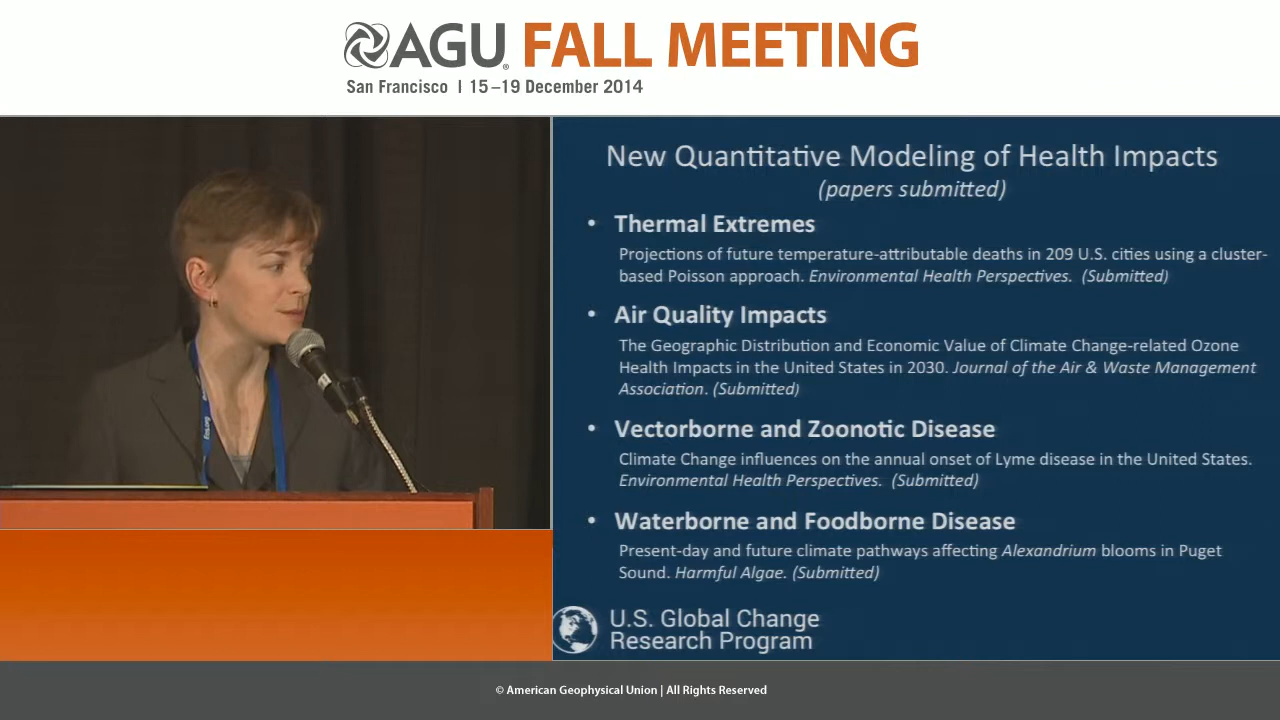 AGU® FALL MEETING
San Francisco | 15–19 December 2014
New Quantitative Modeling of Health Impacts
(papers submitted)
• Thermal Extremes
Projections of future temperature-attributable deaths in 209 U.S. cities using a cluster-
based Poisson approach. Environmental Health Perspectives. (Submitted)
• Air Quality Impacts
The Geographic Distribution and Economic Value of Climate Change-related Ozone
Health Impacts in the United States in 2030. Journal of the Air & Waste Management
Association. (Submitted)
• Vectorborne and Zoonotic Disease
Climate Change influences on the annual onset of Lyme disease in the United States.
Environmental Health Perspectives. (Submitted)
• Waterborne and Foodborne Disease
Present-day and future climate pathways affecting Alexandrium blooms in Puget
Sound. Harmful Algae. (Submitted)
U.S. Global Change
Research Program
© American Geophysical Union | All Rights Reserved